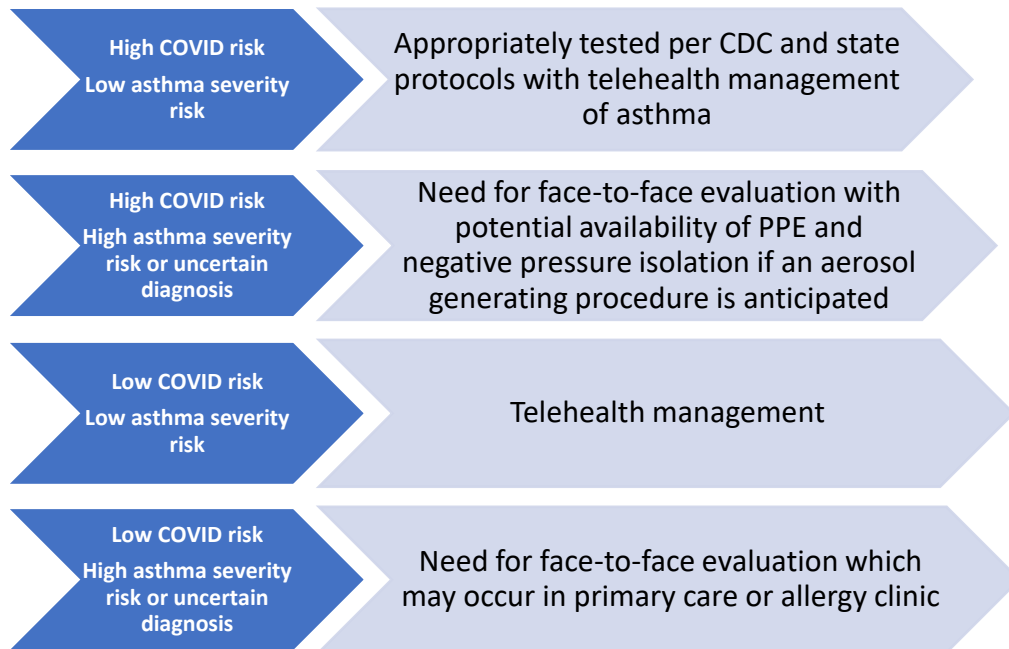 High COVID risk
Low asthma severity
risk
Appropriately tested per CDC and state
protocols with telehealth management
of asthma
High COVID risk
High asthma severity
risk or uncertain
diagnosis
Need for face-to-face evaluation with
potential availability of PPE and
negative pressure isolation if an aerosol
generating procedure is anticipated
Low COVID risk
Low asthma severity
risk
Telehealth management
Low COVID risk
High asthma severity
risk or uncertain
diagnosis
Need for face-to-face evaluation which
may occur in primary care or allergy clinic